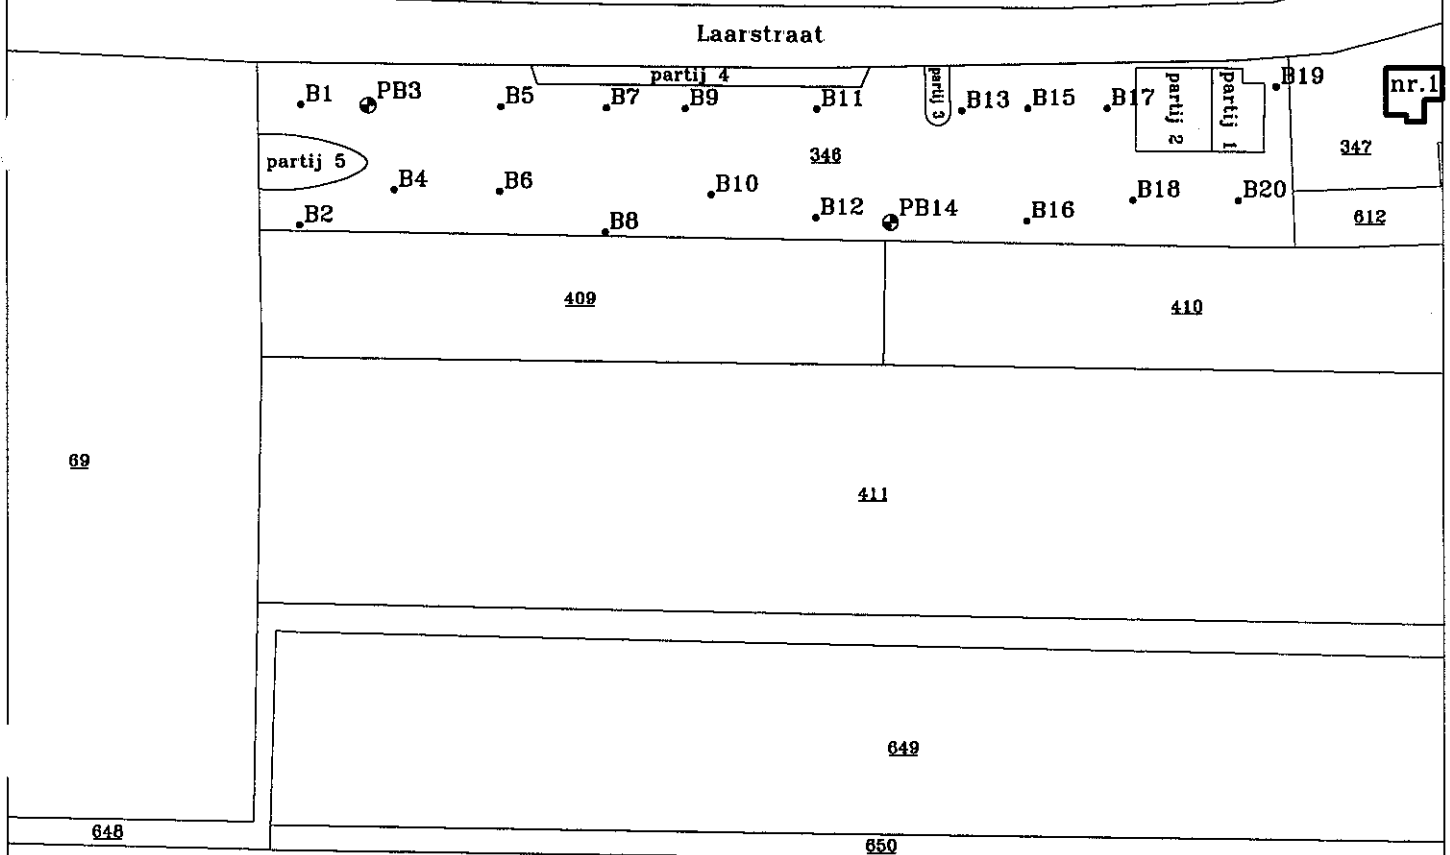 Laarstraat
partij 4
partij 3
partij 2
partij 1
nr.1
B1
PB3
B5
B7
B9
B11
B13
B15
B17
B19
346
347
partij 5
B4
B6
B10
B12
PB14
B16
B18
B20
B2
B8
612
409
410
69
411
649
648
650